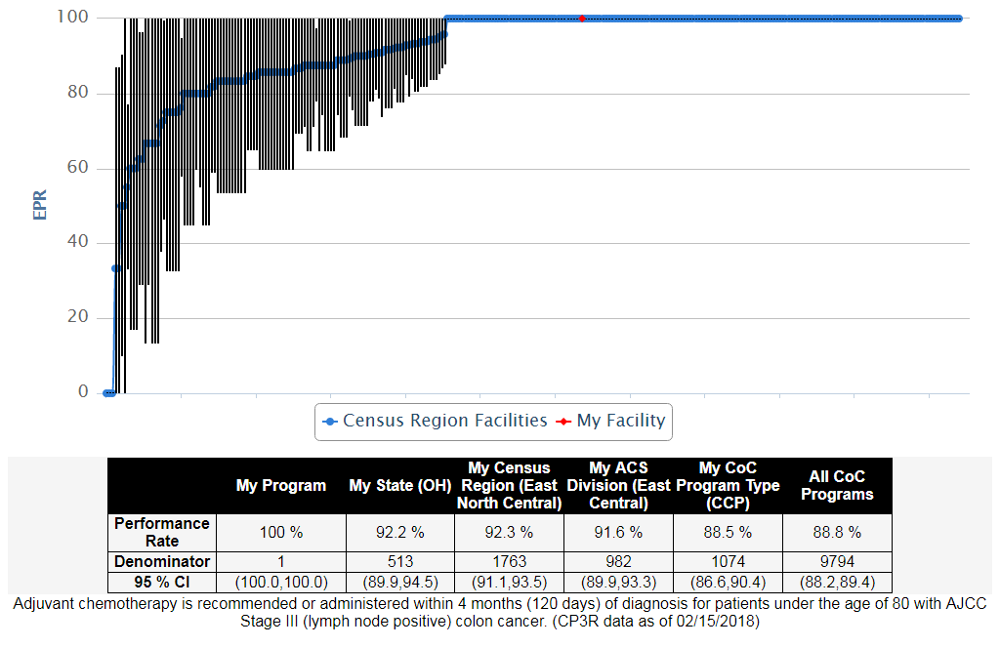 100
80
60
40
20
0
EPR
Census Region Facilities My Facility
My Program My State (OH) My Census Region (East North Central) My ACS Division (East Central) My CoC Program Type (CCP) All CoC Programs
Performance Rate 100 % 92.2 % 92.3 % 91.6 % 88.5 % 88.8 %
Denominator 1 513 1763 982 1074 9794
95 % CI (100.0,100.0) (89.9,94.5) (91.1,93.5) (89.9,93.3) (86.6,90.4) (88.2,89.4)
Adjuvant chemotherapy is recommended or administered within 4 months (120 days) of diagnosis for patients under the age of 80 with AJCC
Stage III (lymph node positive) colon cancer. (CP3R data as of 02/15/2018)